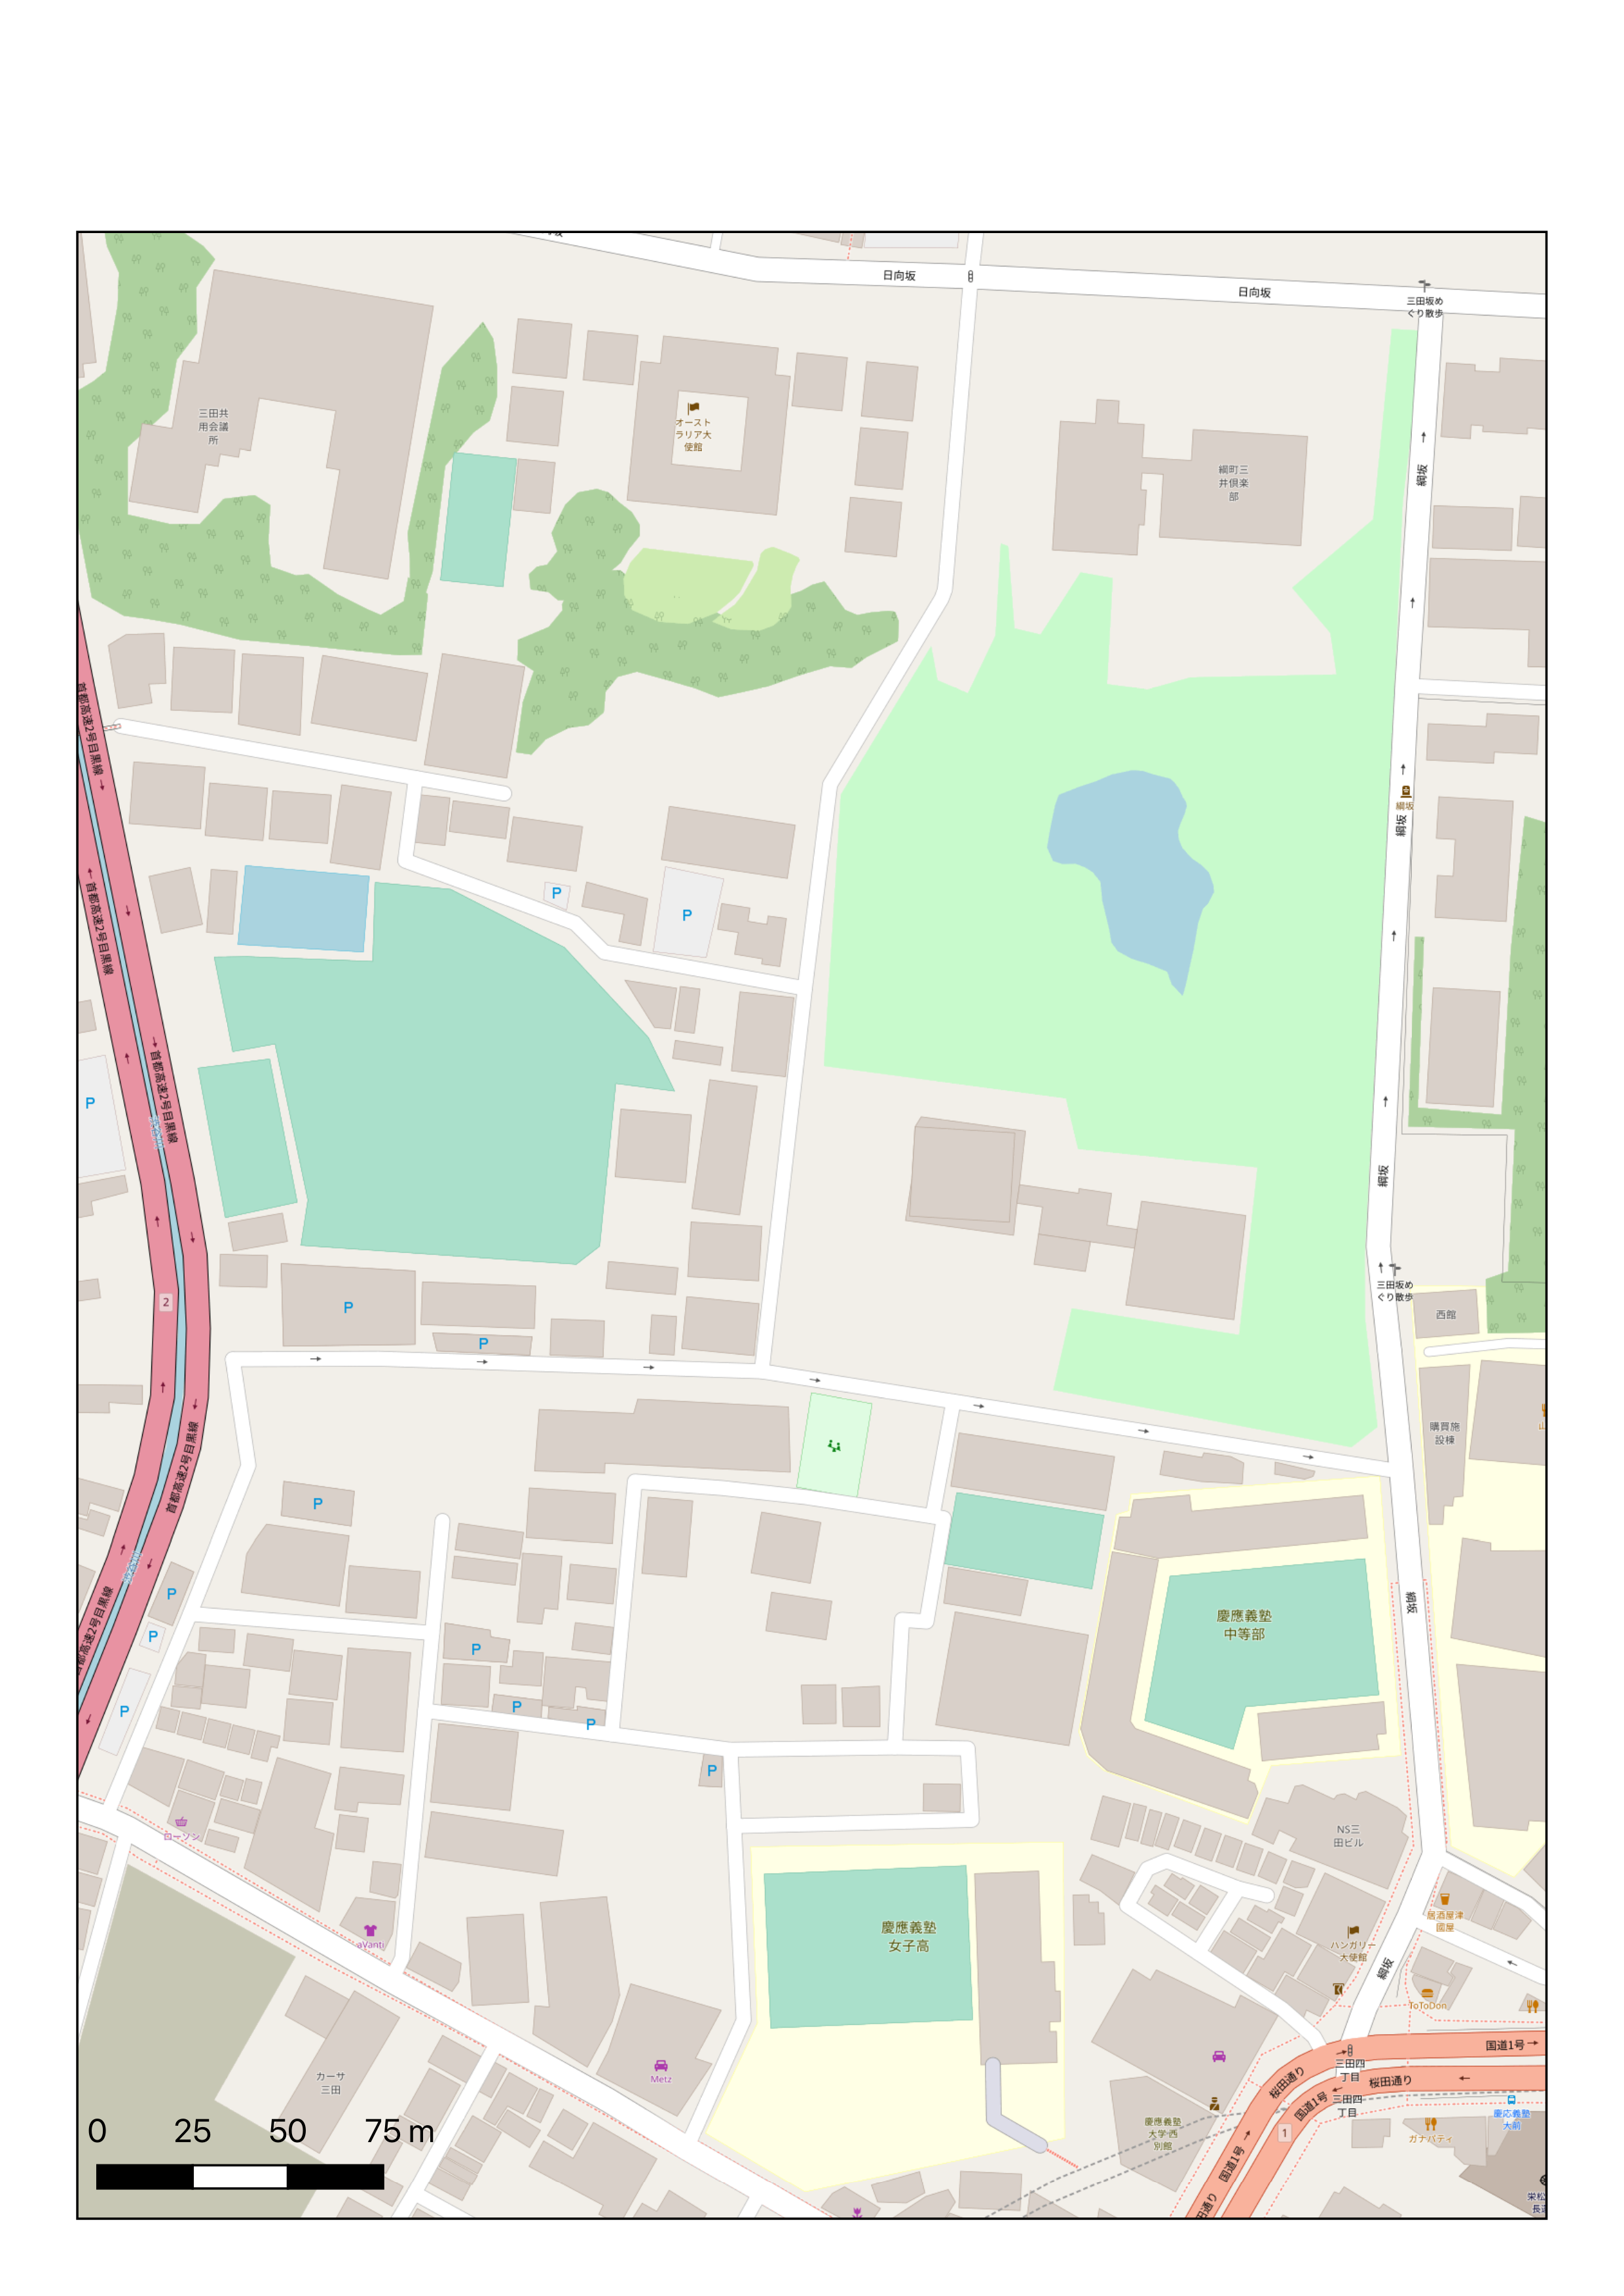 日向坂
日向坂
三田坂め
ぐり散歩
三田共
用会議
所
オースト
ラリア大
使館
綱町三
井倶楽
部
綱坂
首都高速2号目黒線
綱坂
綱坂
首都高速2号目黒線
P
P
首都高速2号目黒線
P
綱坂
三田坂め
ぐり散歩
2
P
西館
P
購買施
設棟
首都高速2号目黒線
P
P
慶應義塾
中等部
綱坂
首都高速2号目黒線
P
P
P
P
P
P
ローソン
NS三
田ビル
居酒屋津
國屋
慶應義塾
女子高
aVanti
ハンガリー
大使館
綱坂
ToToDon
国道1号
三田四
丁目
桜田通り
桜田通り
国道1号
三田四
丁目
カーサ
三田
Metz
慶應義塾
大学西
別館
1
ガナパティ
慶応義塾
大前
国道1号
0 25 50 75 m